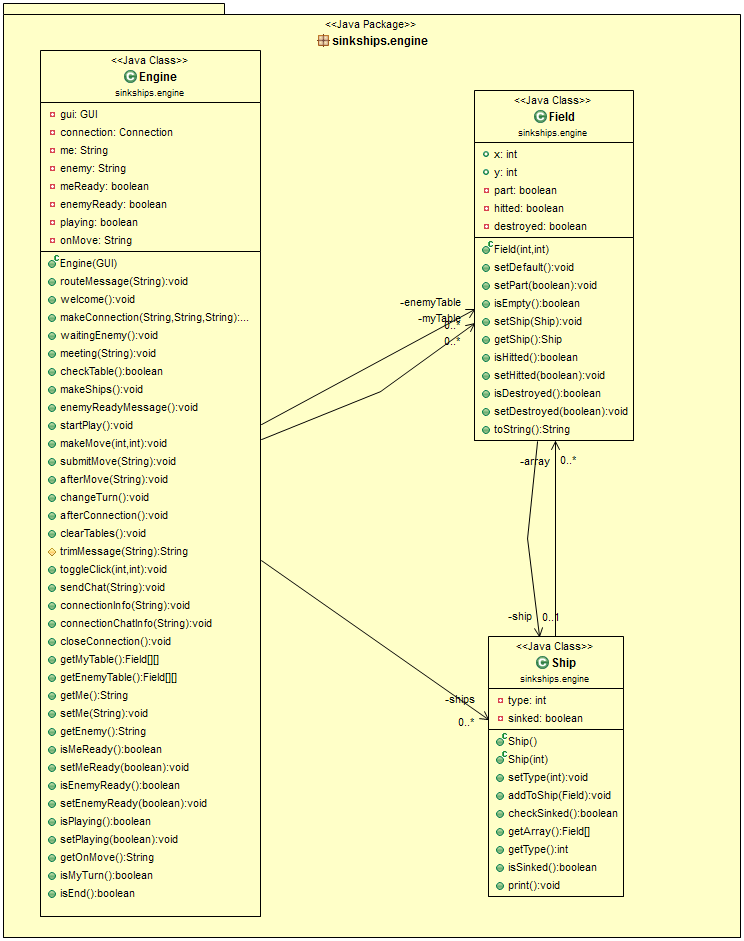 <<Java Package>>
sinkships.engine
<<Java Class>>
Engine
sinkships.engine
gui: GUI
connection: Connection
me: String
enemy: String
meReady: boolean
enemyReady: boolean
playing: boolean
onMove: String
Engine(GUI)
routeMessage(String):void
welcome():void
makeConnection(String,String,String):...
waitingEnemy():void
meeting(String):void
checkTable():boolean
makeShips():void
enemyReadyMessage():void
startPlay():void
makeMove(int,int):void
submitMove(String):void
afterMove(String):void
changeTurn():void
afterConnection():void
clearTables():void
trimMessage(String):String
toggleClick(int,int):void
sendChat(String):void
connectionInfo(String):void
connectionChatInfo(String):void
closeConnection():void
getMyTable():Field[][]
getEnemyTable():Field[][]
getMe():String
setMe(String):void
getEnemy():String
isMeReady():boolean
setMeReady(boolean):void
isEnemyReady():boolean
setEnemyReady(boolean):void
isPlaying():boolean
setPlaying(boolean):void
getOnMove():String
isMyTurn():boolean
isEnd():boolean
-enemyTable
0..*
-myTable
0..*
<<Java Class>>
Field
sinkships.engine
x: int
y: int
part: boolean
hitted: boolean
destroyed: boolean
Field(int,int)
setDefault():void
setPart(boolean):void
isEmpty():boolean
setShip(Ship):void
getShip():Ship
isHitted():boolean
setHitted(boolean):void
isDestroyed():boolean
setDestroyed(boolean):void
toString():String
-array 0..*
-ship 0..1
-ships
0..*
<<Java Class>>
Ship
sinkships.engine
type: int
sinked: boolean
Ship()
Ship(int)
setType(int):void
addToShip(Field):void
checkSinked():boolean
getArray():Field[]
getType():int
isSinked():boolean
print():void